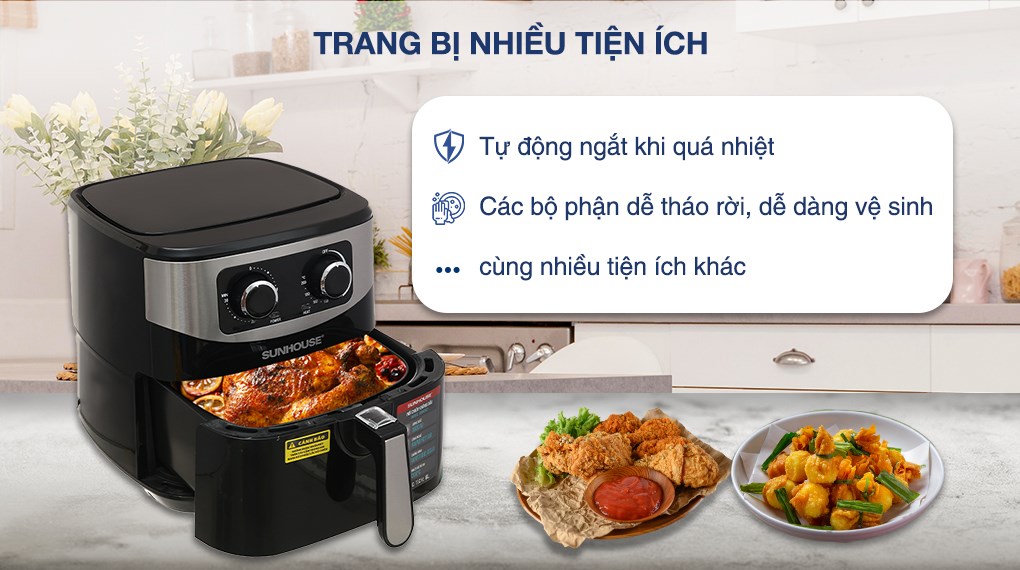 TRANG BỊ NHIỀU TIỆN ÍCH
Tự động ngắt khi quá nhiệt
Các bộ phận dễ tháo rời, dễ dàng vệ sinh
cùng nhiều tiện ích khác
SUNHOUSE
SUNHOUSE
CẢNH BÁO